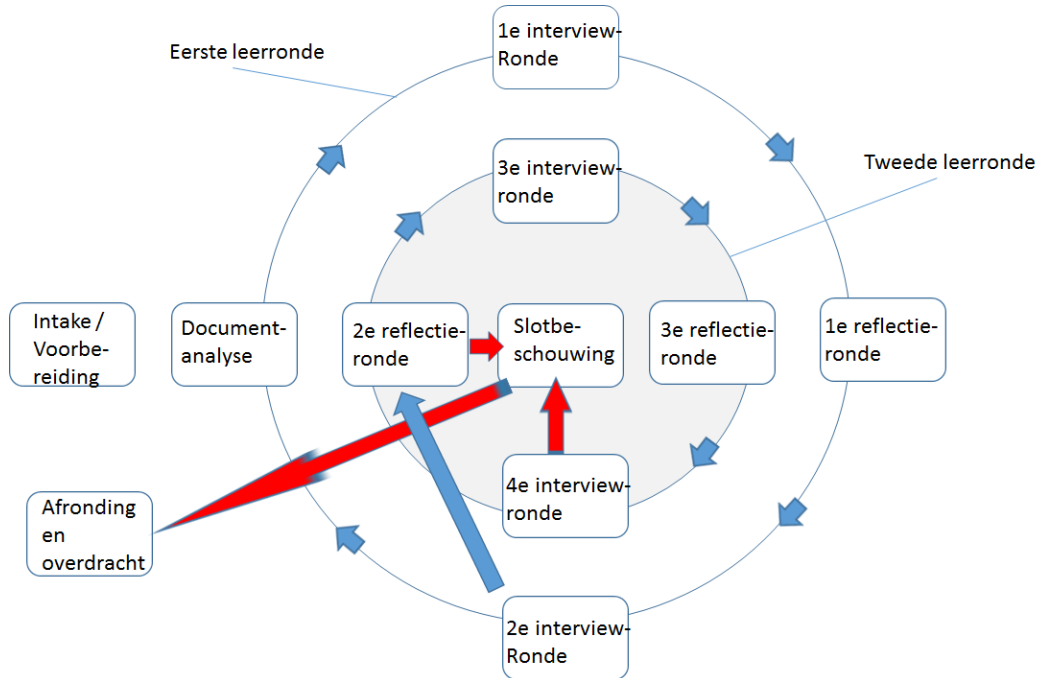 1e interview-
Ronde
Eerste leerronde
3e interview-
ronde
Tweede leerronde
Intake /
Voorbe-
reiding
Document-
analyse
2e reflectie-
ronde
Slotbe-
schouwing
3e reflectie-
ronde
1e reflectie-
ronde
4e interview-
ronde
Afronding
en
overdracht
2e interview-
Ronde